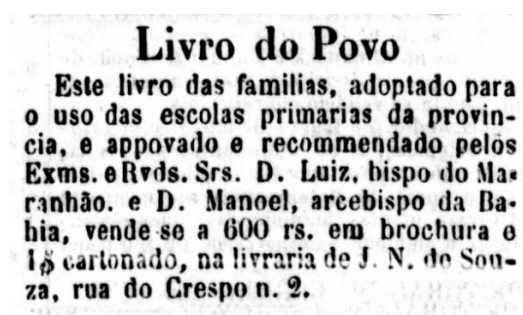 Livro do Povo
Este livro das familias, adoptado para
o uso das escolas primarias da provin-
cia, e appovado e recommendado pelos
Exms. e Rvds. Srs. D. Luiz, bispo do Ma-
ranhão. e D. Manoel, arcebispo da Ba-
hia, vende-se a 600 rs. em brochura e
1$ cartonado, na livraria de J. N. de Sou-
za, rua do Crespo n. 2.